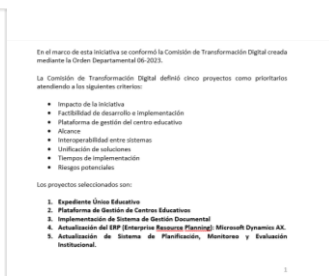 En el marco de esta iniciativa se conformó la Comisión de Transformación Digital creada
mediante la Orden Departamental 06-2023.
La Comisión de Transformación Digital definió cinco proyectos como prioritarios
atendiendo a los siguientes criterios:
• Impacto de la iniciativa
• Factibilidad de desarrollo e implementación
• Plataforma de gestión del centro educativo
• Alcance
• Interoperabilidad entre sistemas
• Unificación de soluciones
• Tiempos de implementación
• Riesgos potenciales
Los proyectos seleccionados son:
1. Expediente Único Educativo
2. Plataforma de Gestión de Centros Educativos
3. Implementación de Sistema de Gestión Documental
4. Actualización del ERP (Enterprise Resource Planning): Microsoft Dynamics AX.
5. Actualización de Sistema de Planificación, Monitoreo y Evaluación
Institucional.
1